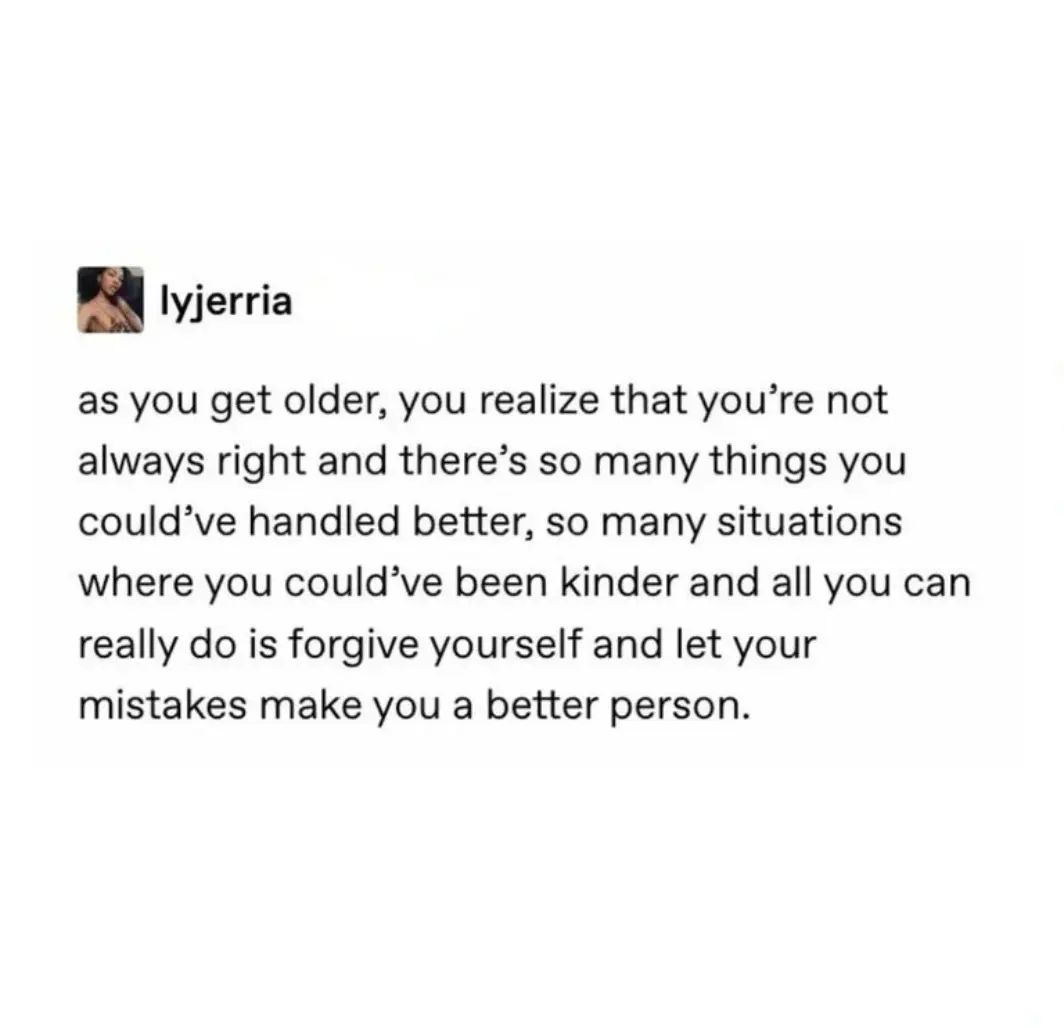 lyjerria
as you get older, you realize that you’re not
always right and there’s so many things you
could’ve handled better, so many situations
where you could’ve been kinder and all you can
really do is forgive yourself and let your
mistakes make you a better person.